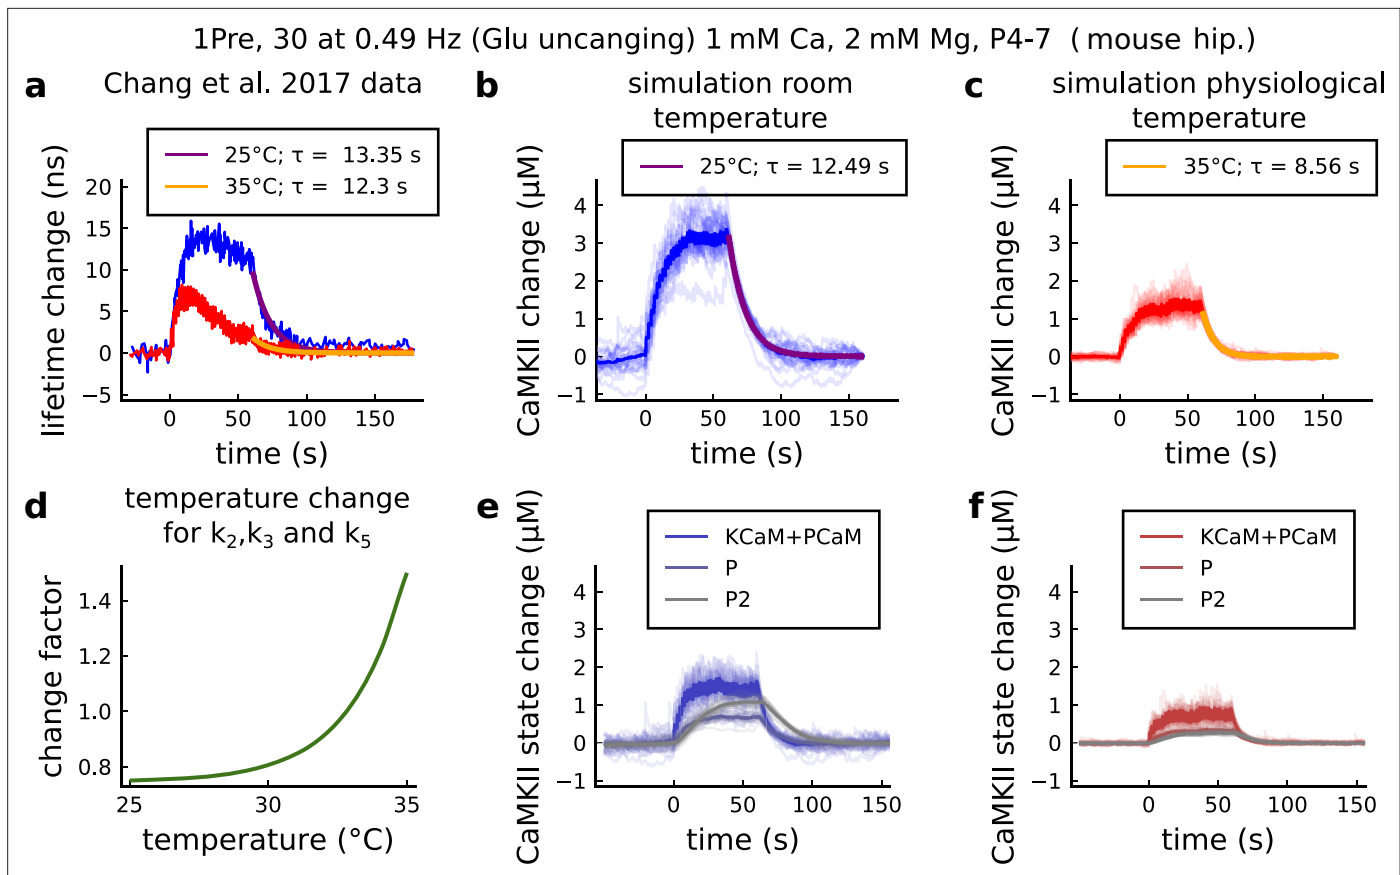 1Pre, 30 at 0.49 Hz (Glu uncanging) 1 mM Ca, 2 mM Mg, P4-7 (mouse hip.)
a
Chang et al. 2017 data
25°C; τ = 13.35 s
35°C; τ = 12.3 s
lifetime change (ns)
20
15
10
5
0
−5
0 50 100 150
time (s)
b
simulation room
temperature
25°C; τ = 12.49 s
CaMKII change (μM)
4
3
2
1
0
−1
0 50 100 150
time (s)
c
simulation physiological
temperature
35°C; τ = 8.56 s
CaMKII change (μM)
4
3
2
1
0
−1
0 50 100 150
time (s)
d
temperature change
for k₂,k₃ and k₅
change factor
1.4
1.2
1.0
0.8
25 30 35
temperature (°C)
e
KCaM+PCaM
P
P2
CaMKII state change (μM)
4
3
2
1
0
−1
0 50 100 150
time (s)
f
KCaM+PCaM
P
P2
CaMKII state change (μM)
4
3
2
1
0
−1
0 50 100 150
time (s)